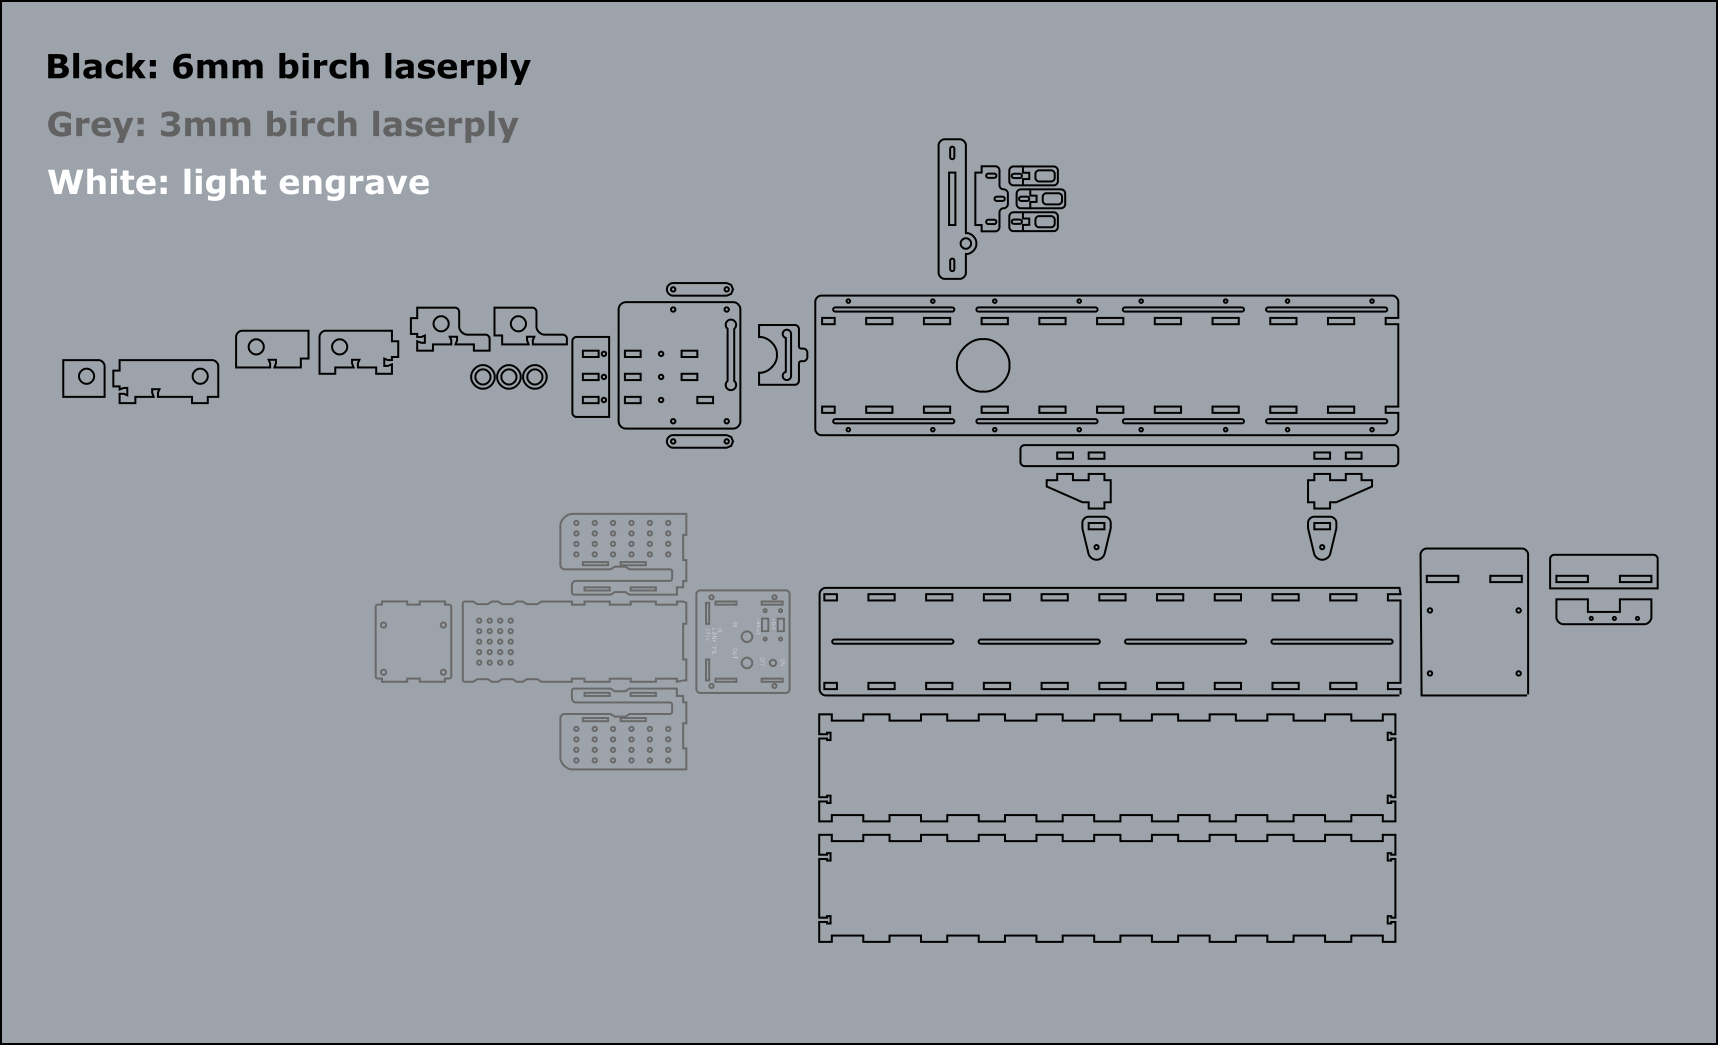 Black: 6mm birch laserply
Grey: 3mm birch laserply
White: light engrave